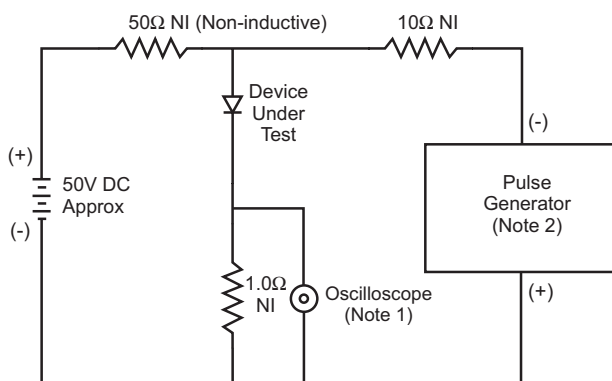 50Ω NI (Non-inductive)
10Ω NI
Device
Under
Test
(-)
(+)
50V DC
Approx
(-)
Pulse
Generator
(Note 2)
1.0Ω
NI
Oscilloscope
(Note 1)
(+)